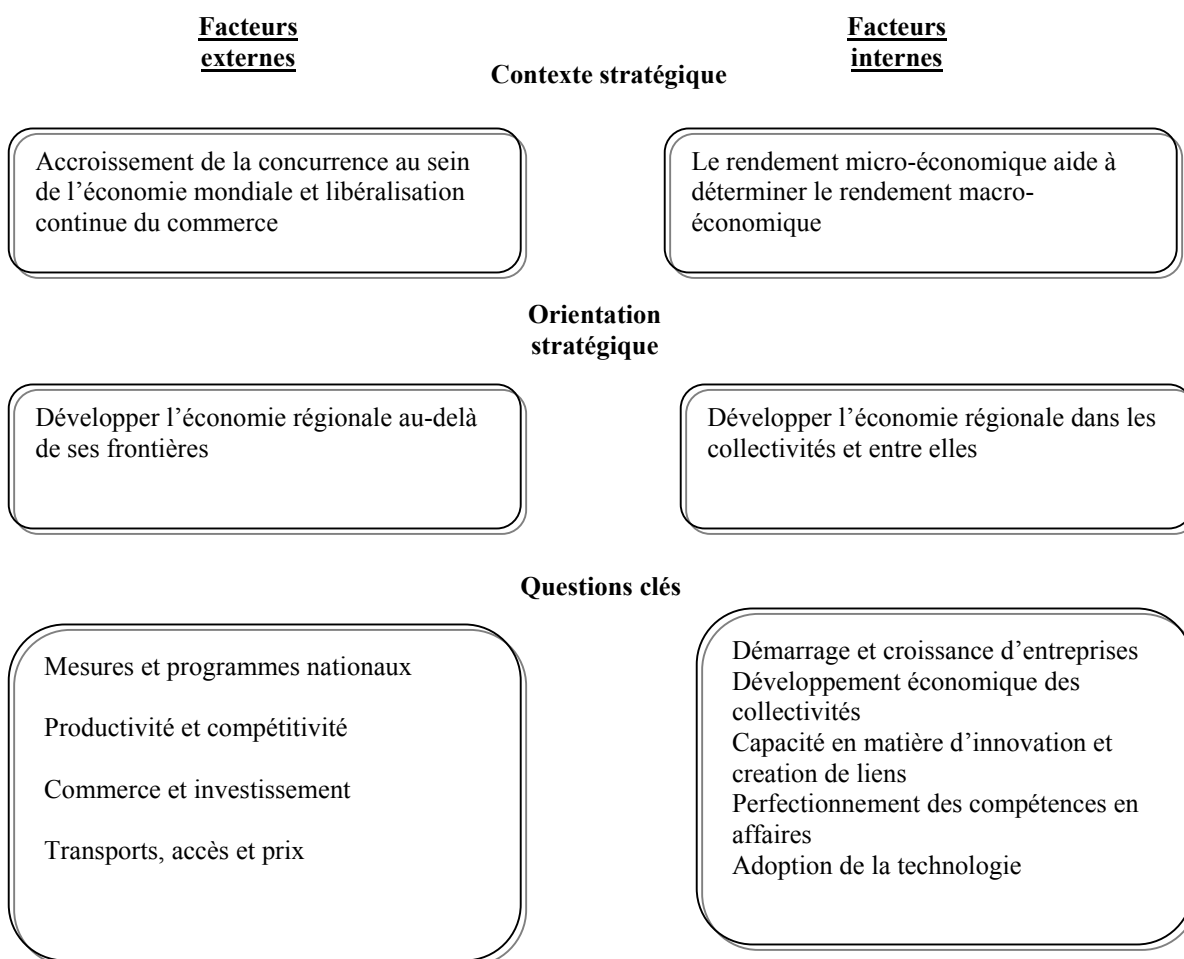 Facteurs
externes
Facteurs
internes
Contexte stratégique
Accroissement de la concurrence au sein
de l’économie mondiale et libéralisation
continue du commerce
Le rendement micro-économique aide à
déterminer le rendement macro-
économique
Orientation
stratégique
Développer l’économie régionale au-delà
de ses frontières
Développer l’économie régionale dans les
collectivités et entre elles
Questions clés
Mesures et programmes nationaux
Productivité et compétitivité
Commerce et investissement
Transports, accès et prix
Démarrage et croissance d’entreprises
Développement économique des
collectivités
Capacité en matière d’innovation et
creation de liens
Perfectionnement des compétences en
affaires
Adoption de la technologie